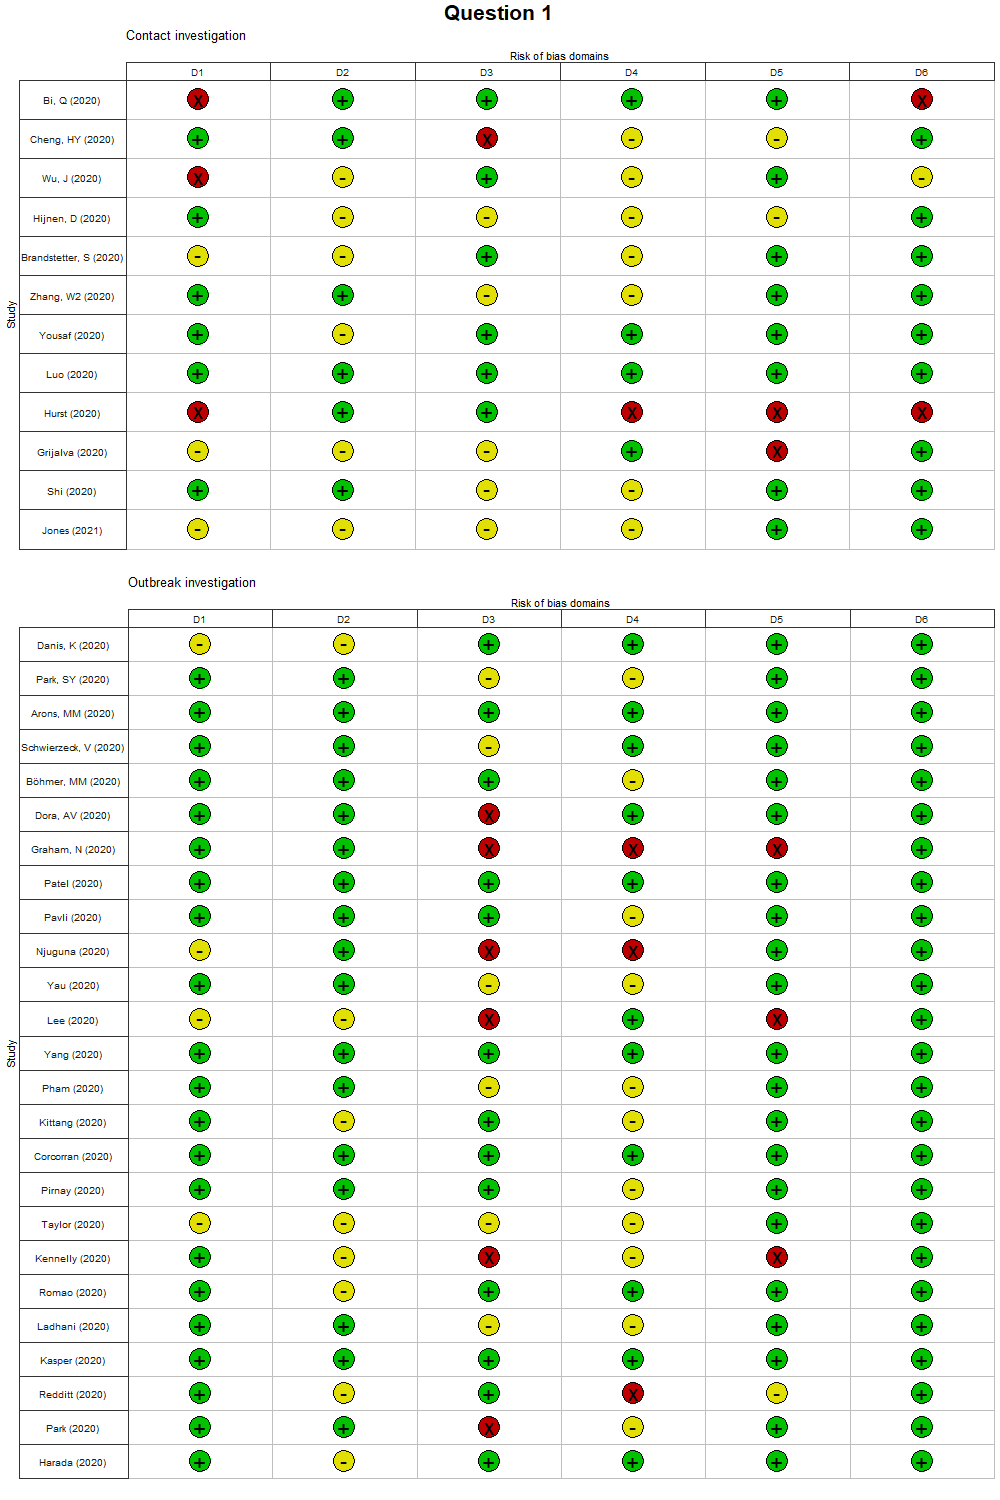 Question 1
Contact investigation
Risk of bias domains
D1 D2 D3 D4 D5 D6
Study
Bi, Q (2020) X + + + + X
Cheng, HY (2020) + + X - - +
Wu, J (2020) X - + - + -
Hijnen, D (2020) + - - - - +
Brandstetter, S (2020) - - + - + +
Zhang, W2 (2020) + + - - + +
Yousaf (2020) + - + + + +
Luo (2020) + + + + + +
Hurst (2020) X + + X X X
Grijalva (2020) - - - + X +
Shi (2020) + + - - + +
Jones (2021) - - - - + +
Outbreak investigation
Risk of bias domains
D1 D2 D3 D4 D5 D6
Study
Danis, K (2020) - - + + + +
Park, SY (2020) + + - - + +
Arons, MM (2020) + + + + + +
Schwierzeck, V (2020) + + - + + +
Böhmer, MM (2020) + + + - + +
Dora, AV (2020) + + X + + +
Graham, N (2020) + + X X X +
Patel (2020) + + + + + +
Pavli (2020) + + + - + +
Njuguna (2020) - + X X + +
Yau (2020) + + - - + +
Lee (2020) - - X + X +
Yang (2020) + + + + + +
Pham (2020) + + - - + +
Kittang (2020) + - + - + +
Corcorran (2020) + + + + + +
Pirnay (2020) + + + - + +
Taylor (2020) - - - - + +
Kennelly (2020) + - X - X +
Romao (2020) + - + + + +
Ladhani (2020) + + - - + +
Kasper (2020) + + + + + +
Redditt (2020) + - + X - +
Park (2020) + + X - + +
Harada (2020) + - + + + +